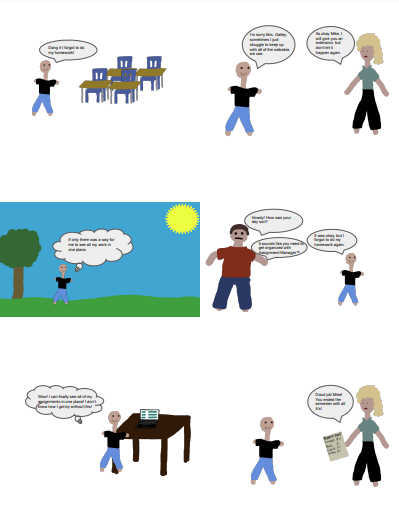 Dang it I forgot to do
my homework!
I'm sorry Mrs. Gatley,
sometimes I just
struggle to keep up
with all of the websites
we use.
Its okay Mike, I
will give you an
extension, but
don't let it
happen again.
If only there was a way for
me to see all my work in
one place.
Howdy! How was your
day son?
It was okay, but I
forgot to do my
homework again
It sounds like you need to
get organized with
Assignment Manager™
Wow! I can finally see all of my
assignments in one place! I don't
know how I got by without this!
Good job Mike!
You ended the
semester with all
A's!